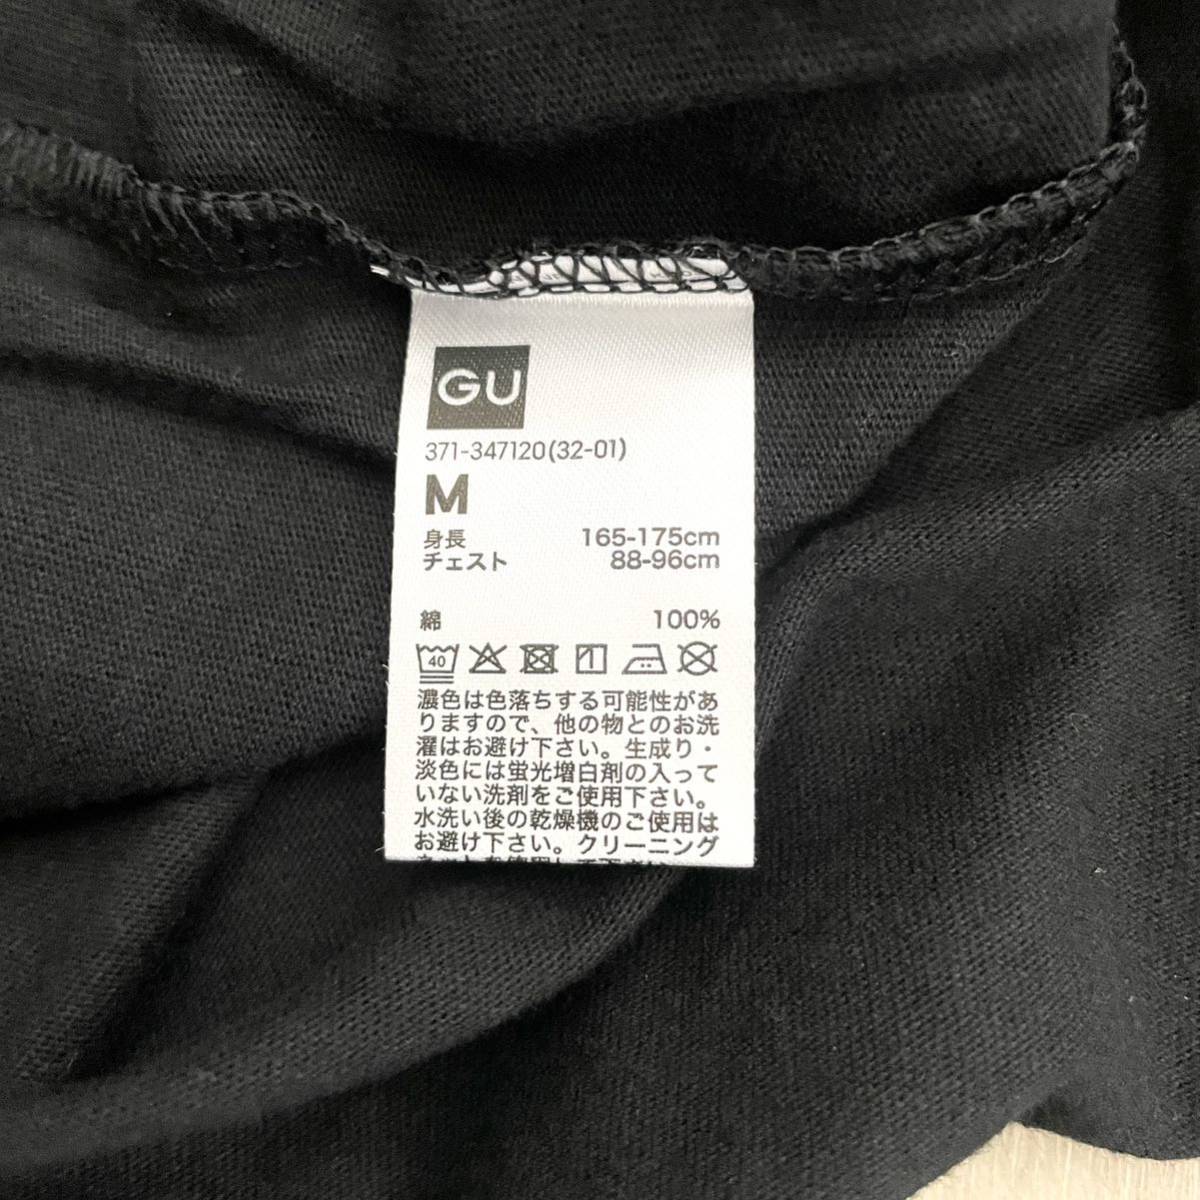 GU
371-347120(32-01)
M
身長 165-175cm
チェスト 88-96cm
綿 100%
40
濃色は色落ちする可能性があ
りますので、他の物とのお洗
濯はお避け下さい。生成り・
淡色には蛍光増白剤の入って
いない洗剤をご使用下さい。
水洗い後の乾燥機のご使用は
お避け下さい。クリーニング